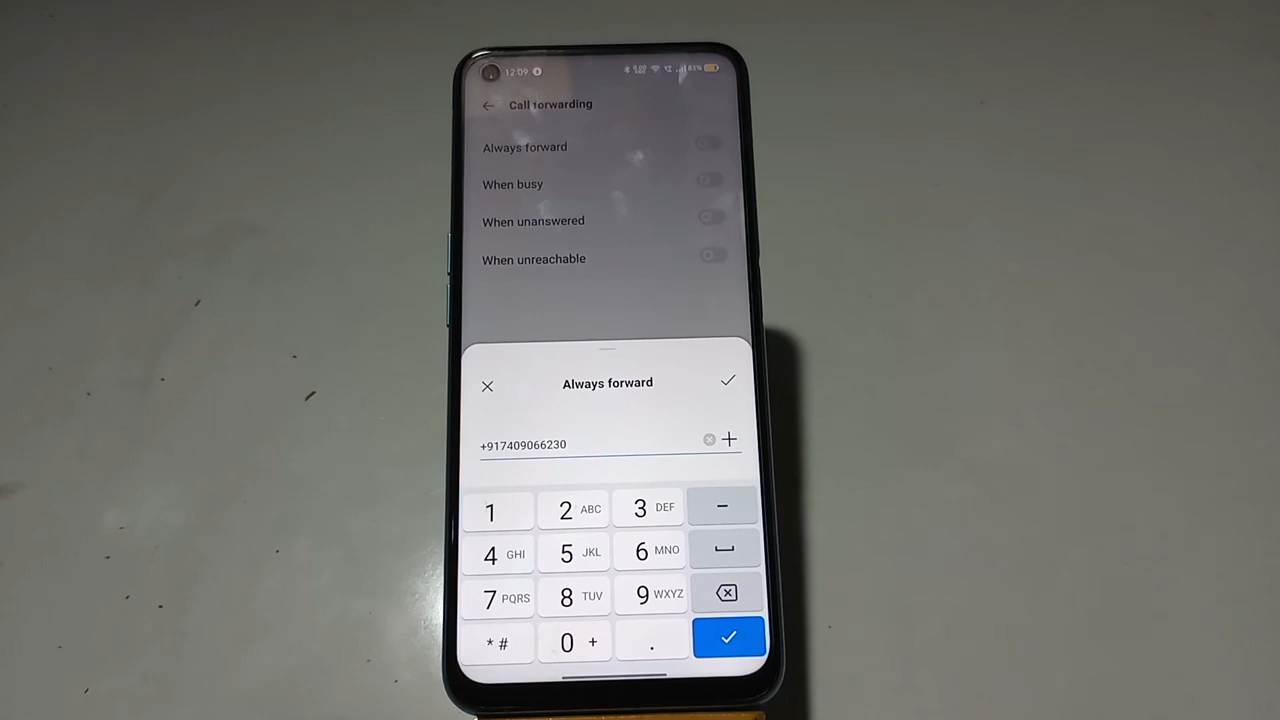 12:09 83%
Call forwarding
Always forward
When busy
When unanswered
When unreachable
Always forward
+917409066230
1 2 ABC 3 DEF –
4 GHI 5 JKL 6 MNO
7 PQRS 8 TUV 9 WXYZ
* # 0 + .